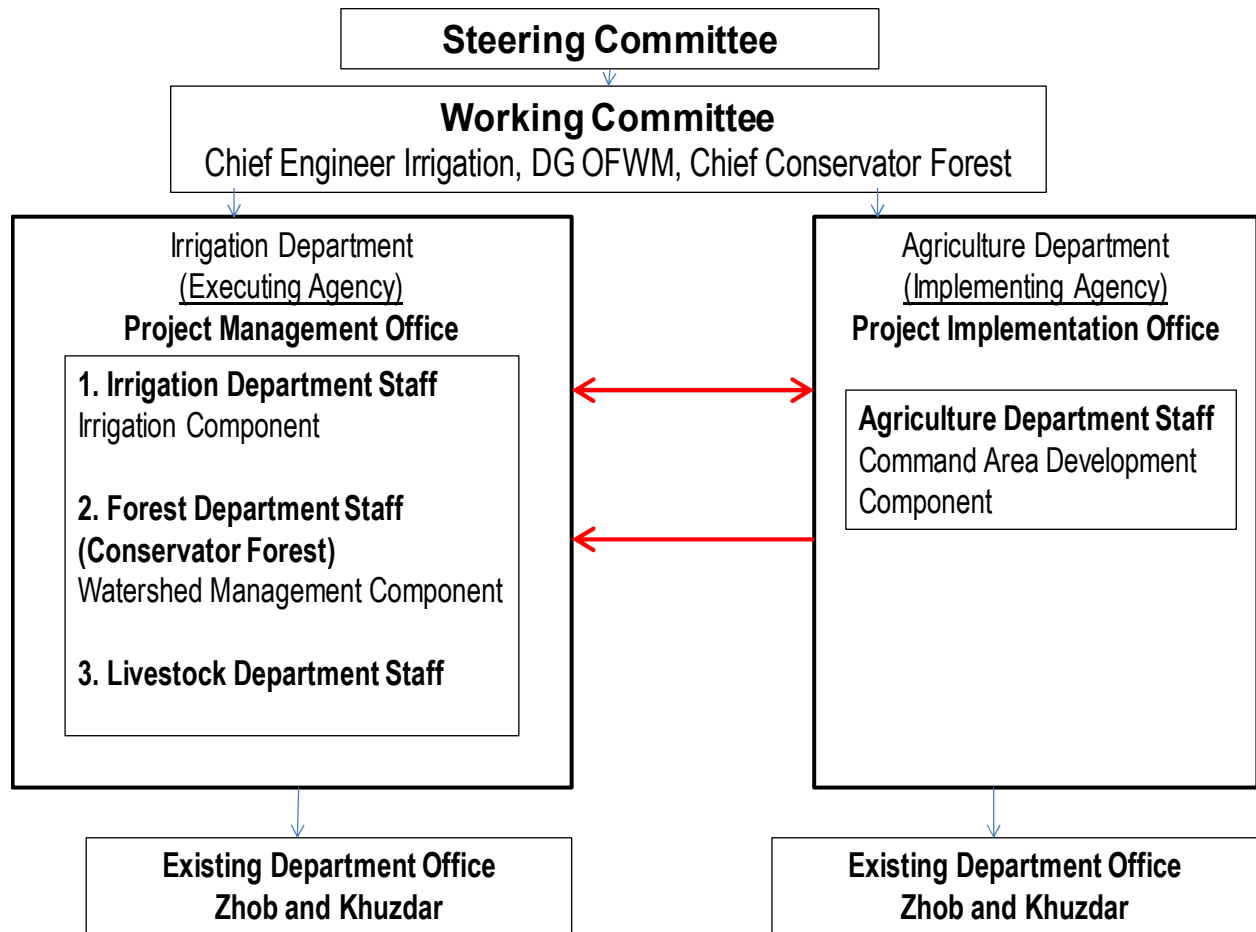 Steering Committee
Working Committee
Chief Engineer Irrigation, DG OFWM, Chief Conservator Forest
Irrigation Department
(Executing Agency)
Project Management Office
1. Irrigation Department Staff
Irrigation Component
2. Forest Department Staff
(Conservator Forest)
Watershed Management Component
3. Livestock Department Staff
Agriculture Department
(Implementing Agency)
Project Implementation Office
Agriculture Department Staff
Command Area Development
Component
Existing Department Office
Zhob and Khuzdar
Existing Department Office
Zhob and Khuzdar